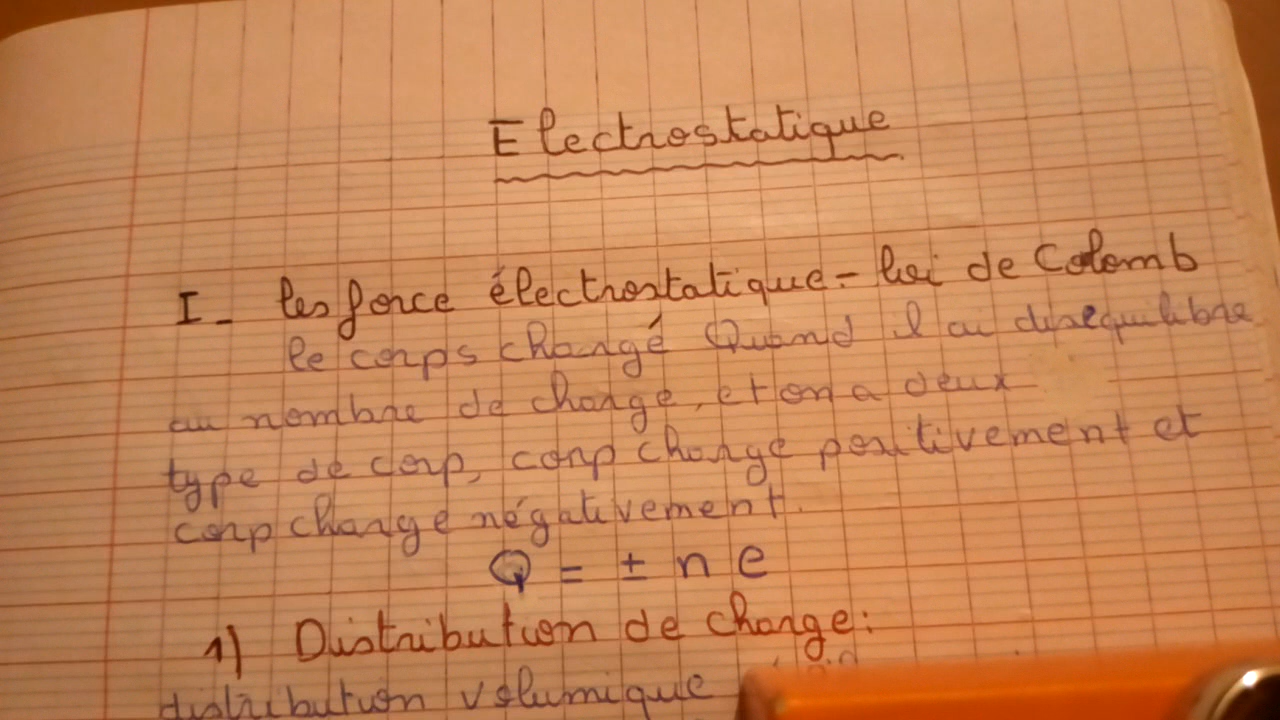 Electrostatique
I_ les force électrostatique - loi de Colomb
le corps chargé Quand il a disequilibre
au nombre de charge, et on a deux
type de corp, corp charge positivement et
corp charge négativement.
Q = ± n e
1) Distribution de charge:
distribution volumique